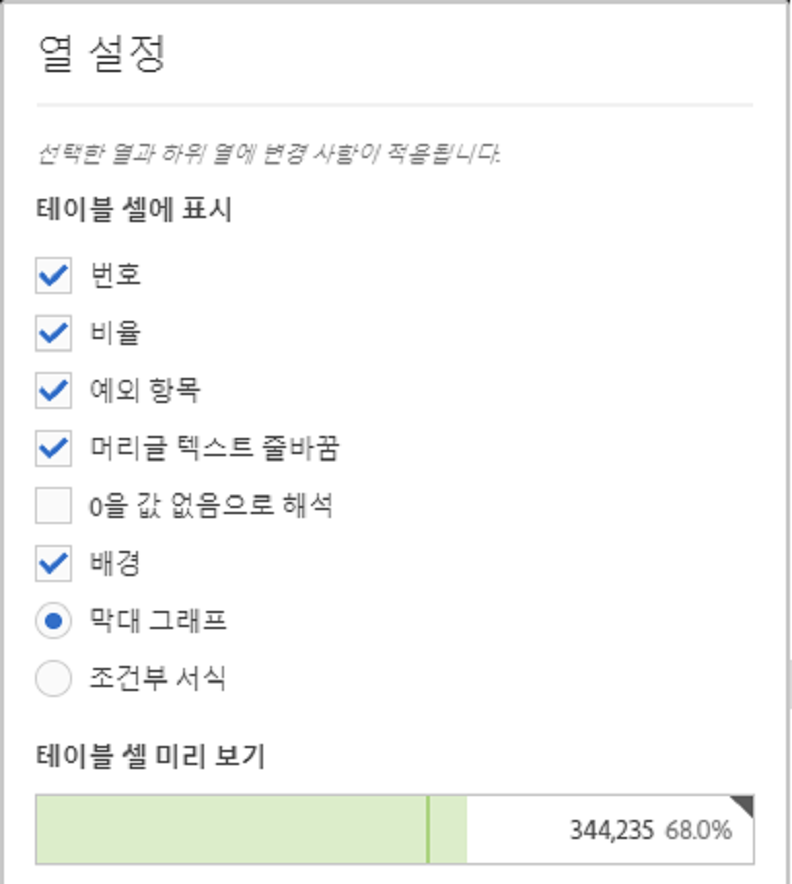 열 설정
선택한 열과 하위 열에 변경 사항이 적용됩니다.
테이블 셀에 표시
번호
비율
예외 항목
머리글 텍스트 줄바꿈
0을 값 없음으로 해석
배경
막대 그래프
조건부 서식
테이블 셀 미리 보기
344,235 68.0%